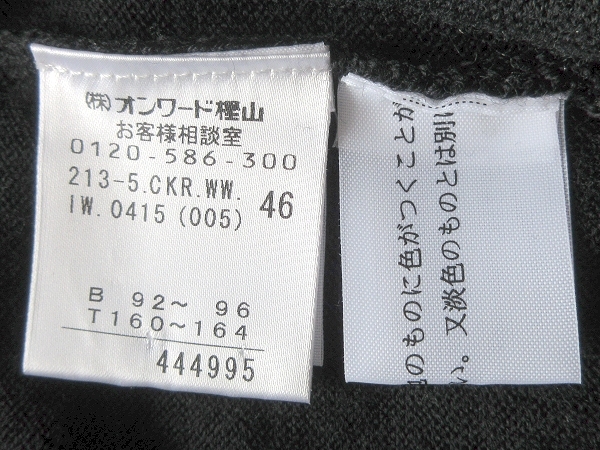 (株)オンワード樫山
お客様相談室
0120-586-300
213-5.CKR.WW.
IW.0415 (005) 46
B 92～ 96
T160～164
444995
のものに色がつくことが
い。又淡色のものとは別に